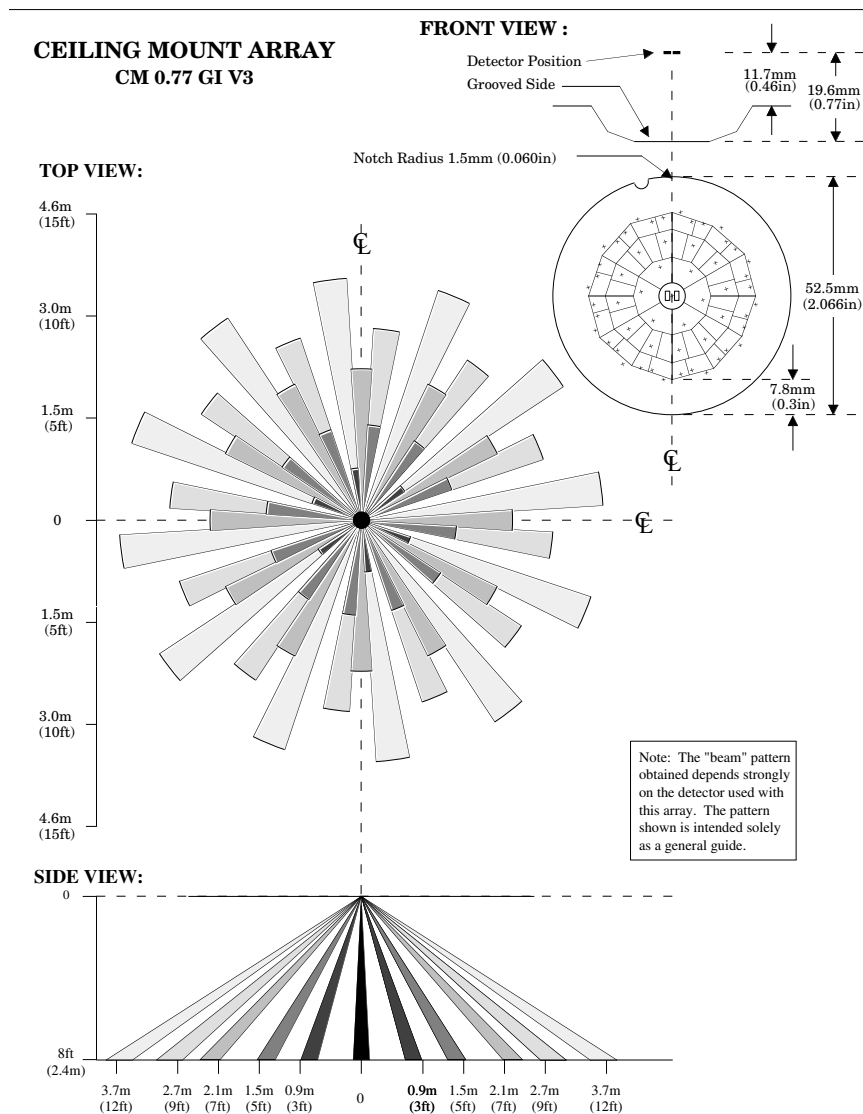 CEILING MOUNT ARRAY
CM 0.77 GI V3
FRONT VIEW :
Detector Position
Grooved Side
11.7mm
(0.46in)
19.6mm
(0.77in)
Notch Radius 1.5mm (0.060in)
52.5mm
(2.066in)
7.8mm
(0.3in)
℄
TOP VIEW:
4.6m
(15ft)
3.0m
(10ft)
1.5m
(5ft)
0
1.5m
(5ft)
3.0m
(10ft)
4.6m
(15ft)
℄
℄
Note: The "beam" pattern
obtained depends strongly
on the detector used with
this array. The pattern
shown is intended solely
as a general guide.
SIDE VIEW:
0
8ft
(2.4m)
3.7m
(12ft)
2.7m
(9ft)
2.1m
(7ft)
1.5m
(5ft)
0.9m
(3ft)
0
0.9m
(3ft)
1.5m
(5ft)
2.1m
(7ft)
2.7m
(9ft)
3.7m
(12ft)